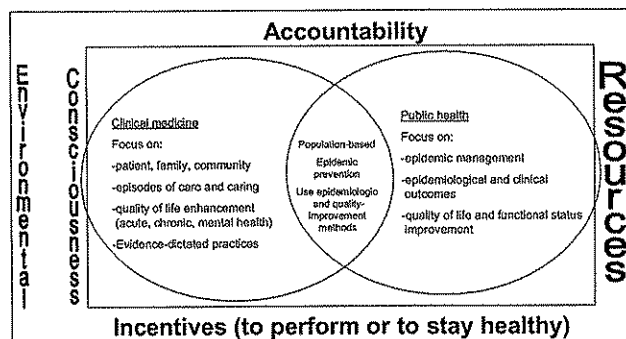 Accountability
Environmental
Consciousness
Clinical medicine
Focus on:
-patient, family, community
-episodes of care and caring
-quality of life enhancement
(acute, chronic, mental health)
-Evidence-dictated practices
Population-based
Epidemic
prevention
Use epidemiologic
and quality-
improvement
methods
Public health
Focus on:
-epidemic management
-epidemiological and clinical
outcomes
-quality of life and functional status
improvement
Resources
Incentives (to perform or to stay healthy)